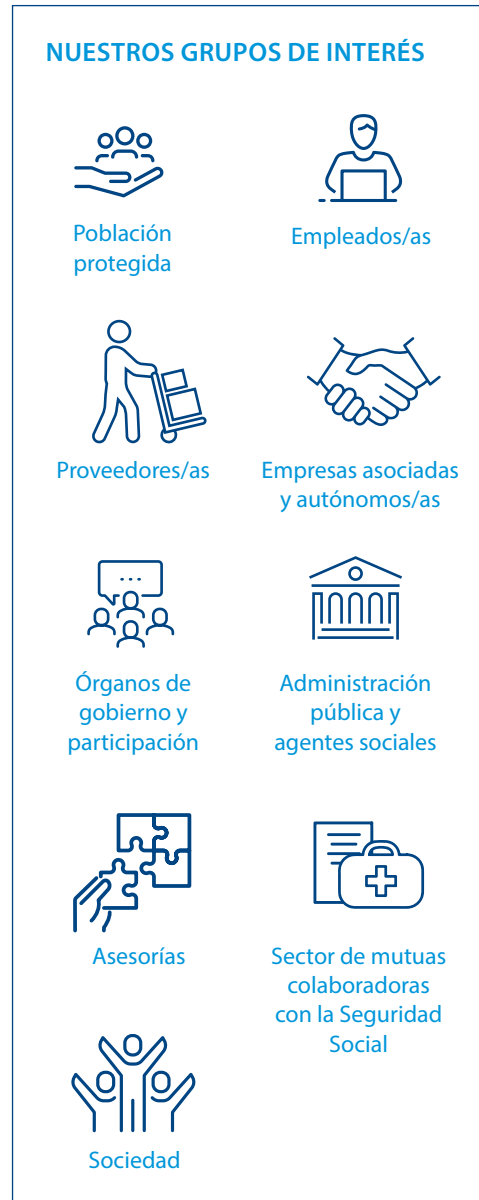 NUESTROS GRUPOS DE INTERÉS
Población
protegida
Empleados/as
Proveedores/as
Empresas asociadas
y autónomos/as
Órganos de
gobierno y
participación
Administración
pública y
agentes sociales
Asesorías
Sector de mutuas
colaboradoras
con la Seguridad
Social
Sociedad